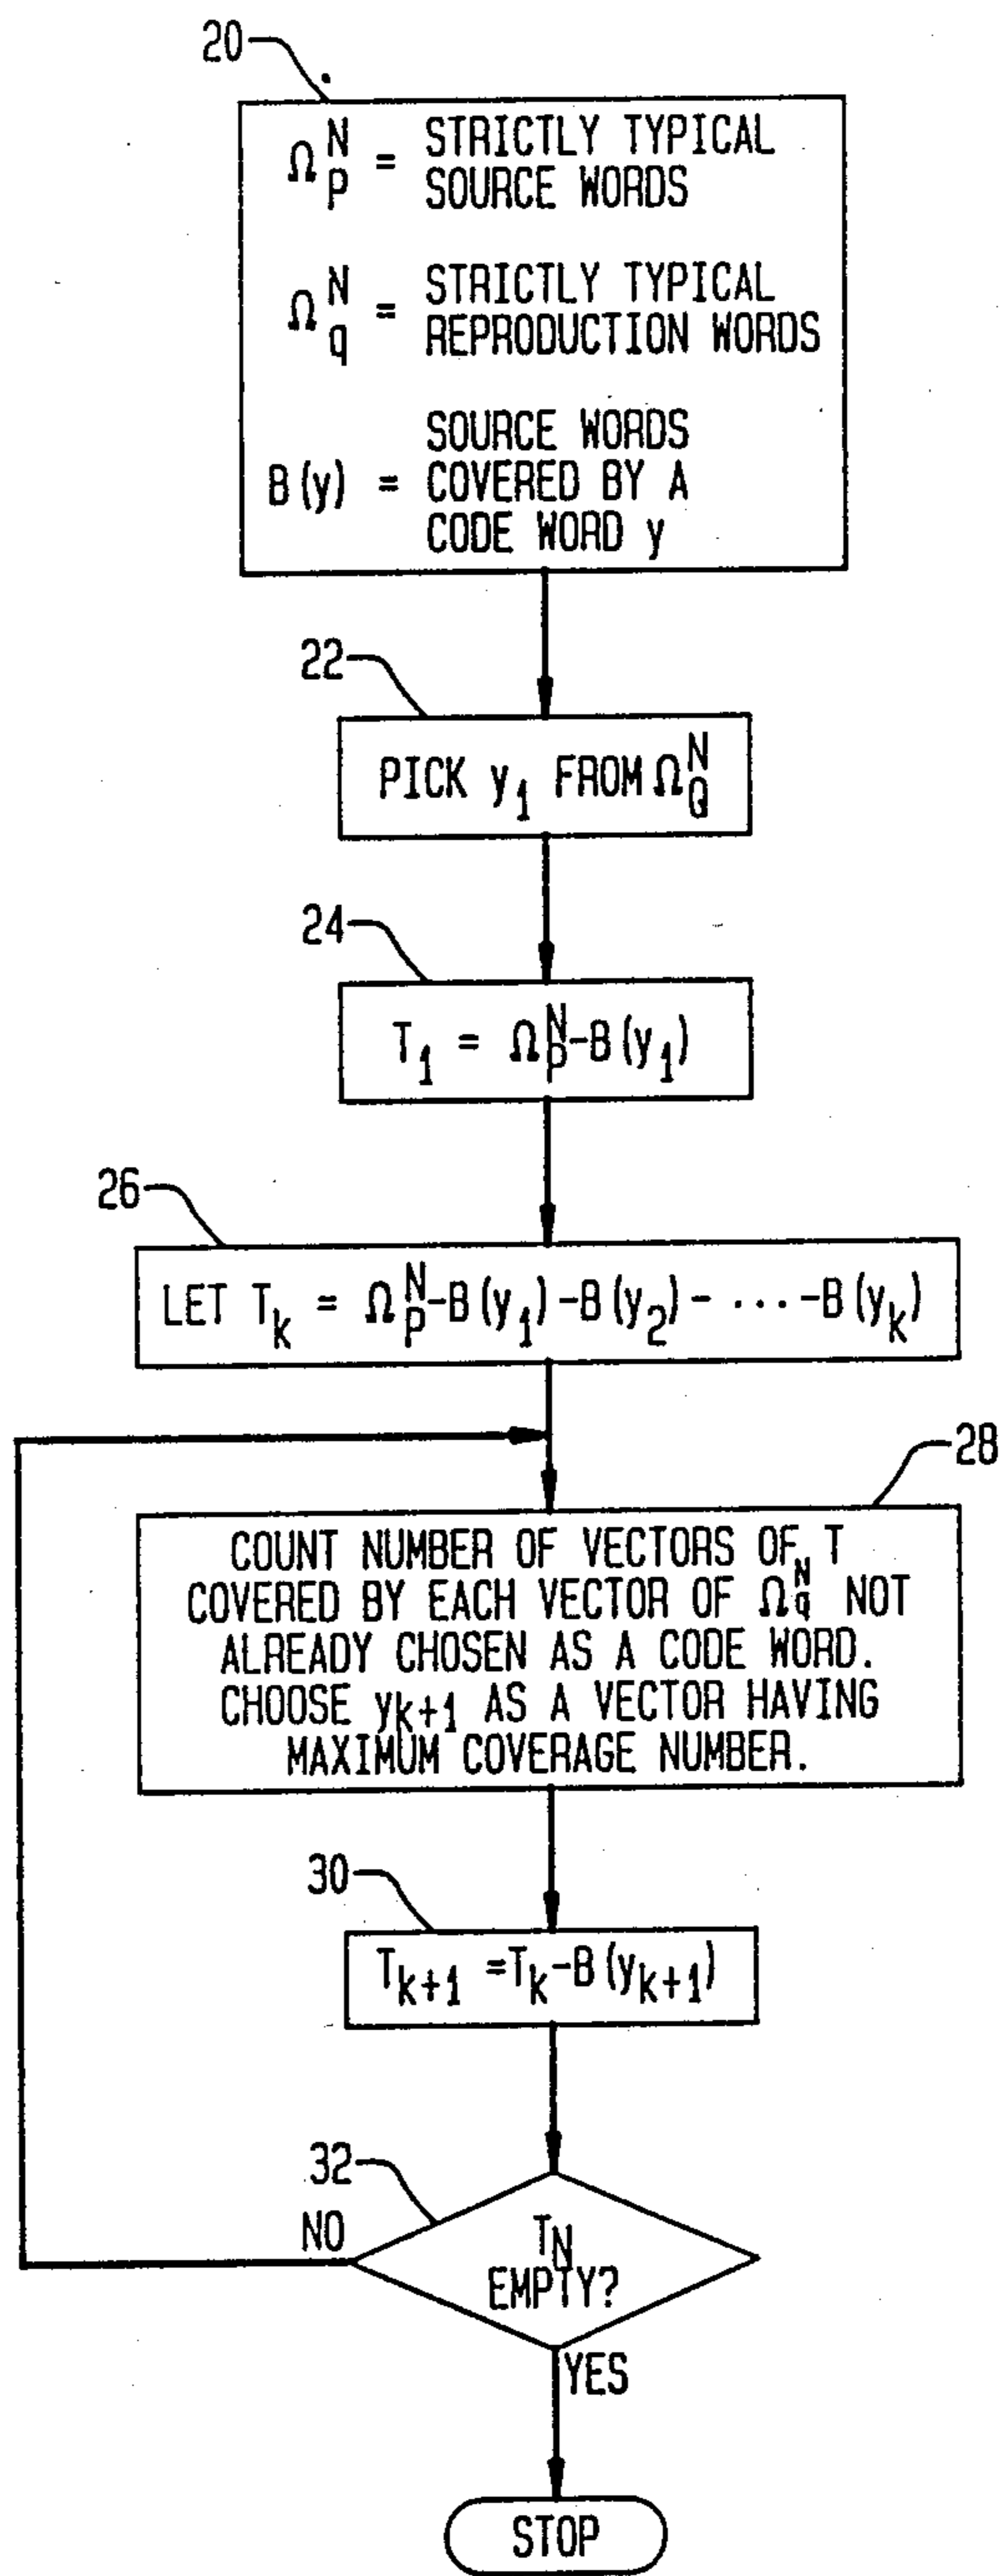 20
Ω_P^N = STRICTLY TYPICAL
SOURCE WORDS
Ω_q^N = STRICTLY TYPICAL
REPRODUCTION WORDS
SOURCE WORDS
B(y) = COVERED BY A
CODE WORD y
22
PICK y_1 FROM Ω_Q^N
24
T_1 = Ω_P^N-B(y_1)
26
LET T_k = Ω_P^N-B(y_1)-B(y_2)- ... -B(y_k)
28
COUNT NUMBER OF VECTORS OF T
COVERED BY EACH VECTOR OF Ω_q^N NOT
ALREADY CHOSEN AS A CODE WORD.
CHOOSE y_{k+1} AS A VECTOR HAVING
MAXIMUM COVERAGE NUMBER.
30
T_{k+1} =T_k-B(y_{k+1})
32
NO
T_N
EMPTY?
YES
STOP